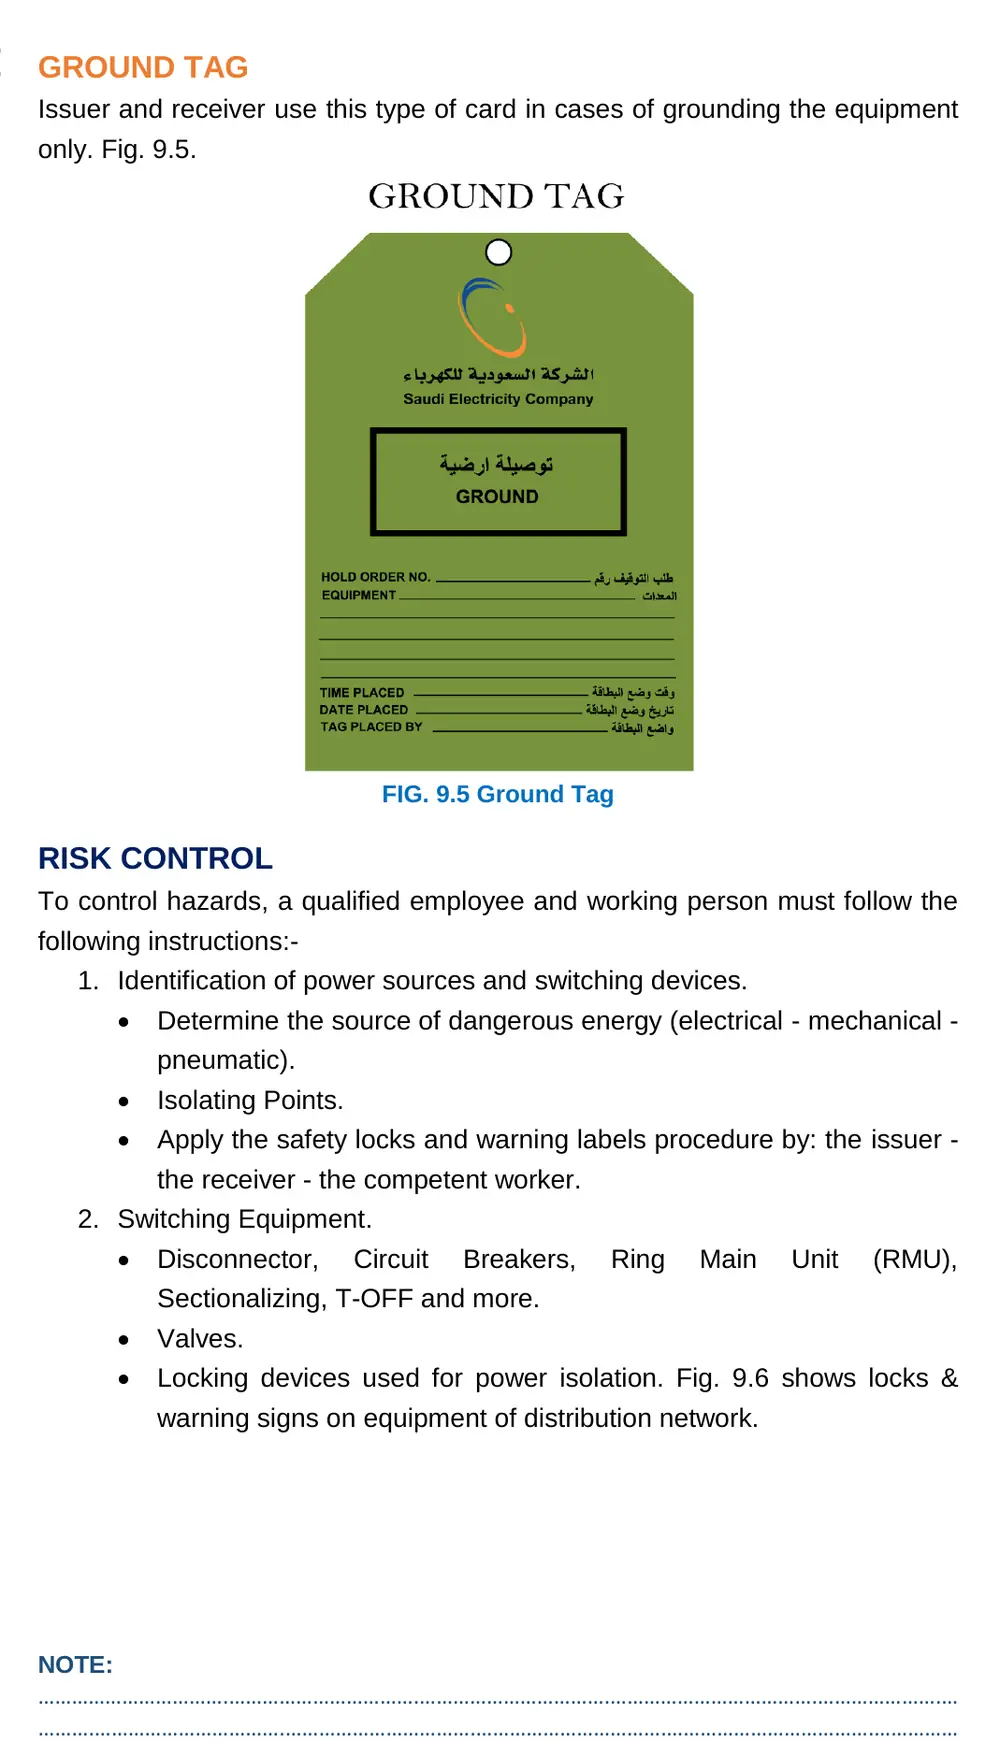 GROUND TAG
Issuer and receiver use this type of card in cases of grounding the equipment
only. Fig. 9.5.
GROUND TAG
الشركة السعودية للكهرباء
Saudi Electricity Company
توصيلة ارضية
GROUND
HOLD ORDER NO. طلب التوقيف رقم
EQUIPMENT المعدات
TIME PLACED وقت وضع البطاقة
DATE PLACED تاريخ وضع البطاقة
TAG PLACED BY واضع البطاقة
FIG. 9.5 Ground Tag
RISK CONTROL
To control hazards, a qualified employee and working person must follow the
following instructions:-
1. Identification of power sources and switching devices.
• Determine the source of dangerous energy (electrical - mechanical -
pneumatic).
• Isolating Points.
• Apply the safety locks and warning labels procedure by: the issuer -
the receiver - the competent worker.
2. Switching Equipment.
• Disconnector, Circuit Breakers, Ring Main Unit (RMU),
Sectionalizing, T-OFF and more.
• Valves.
• Locking devices used for power isolation. Fig. 9.6 shows locks &
warning signs on equipment of distribution network.
NOTE: